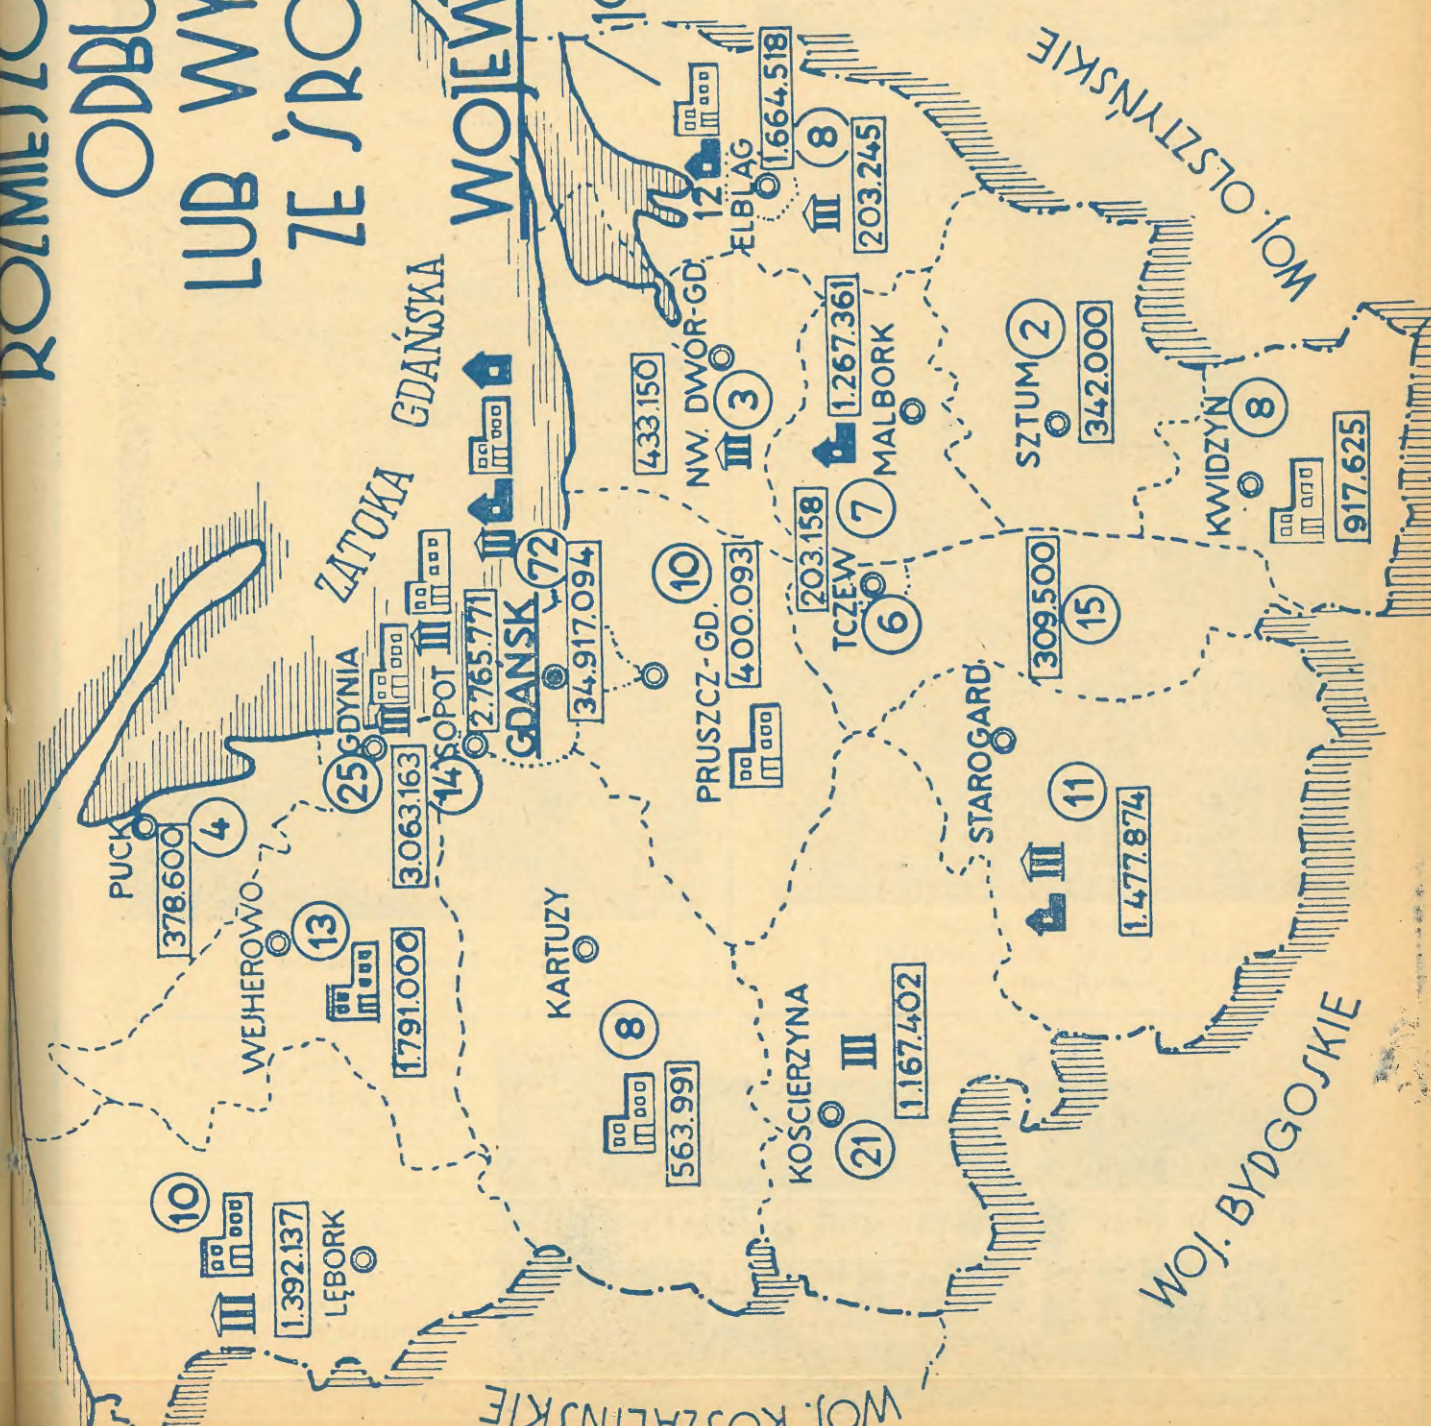 ODBU
LUB WY
ZE ŚRO
WOJEW
ZATOKA GDAŃSKA
PUCK
378.600
4
WEJHEROWO
13
1.791.000
10
1.392.137
LĘBORK
GDYNIA
25
3.063.163
SOPOT
14
2.765.771
GDAŃSK
72
34.917.094
KARTUZY
8
563.991
PRUSZCZ-GD.
10
400.093
KOSCIERZYNA
21
1.167.402
STAROGARD
11
1.477.874
309.500
15
TCZEW
6
203.158
7
MALBORK
1.267.361
NW. DWÓR-GD.
3
433.150
ELBLĄG
12
1.664.518
8
203.245
SZTUM
2
342.000
KWIDZYN
8
917.625
WOJ. OLSZTYŃSKIE
WOJ. BYDGOSKIE
WOJ. KOSZALIŃSKIE